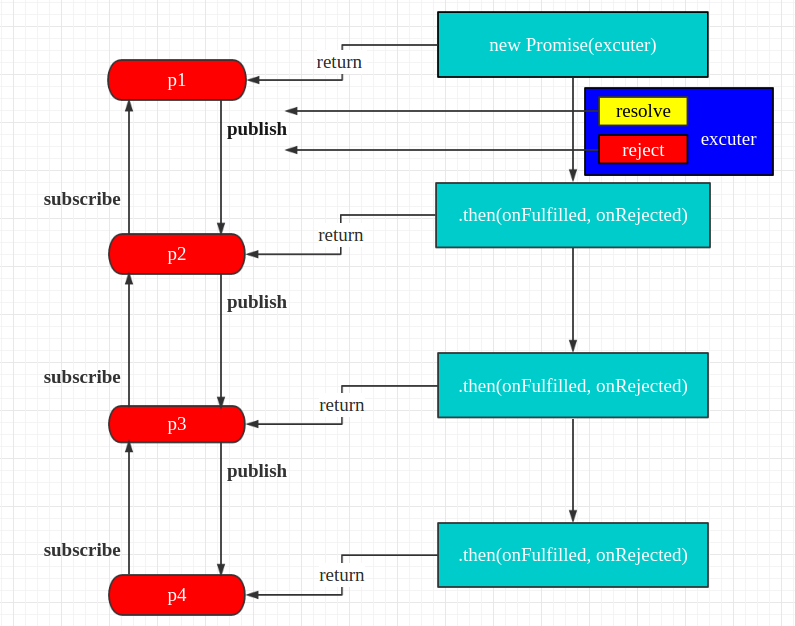 new Promise(excuter)
return
p1
resolve
publish
excuter
reject
subscribe
.then(onFulfilled, onRejected)
return
p2
publish
subscribe
.then(onFulfilled, onRejected)
return
p3
publish
subscribe
.then(onFulfilled, onRejected)
return
p4